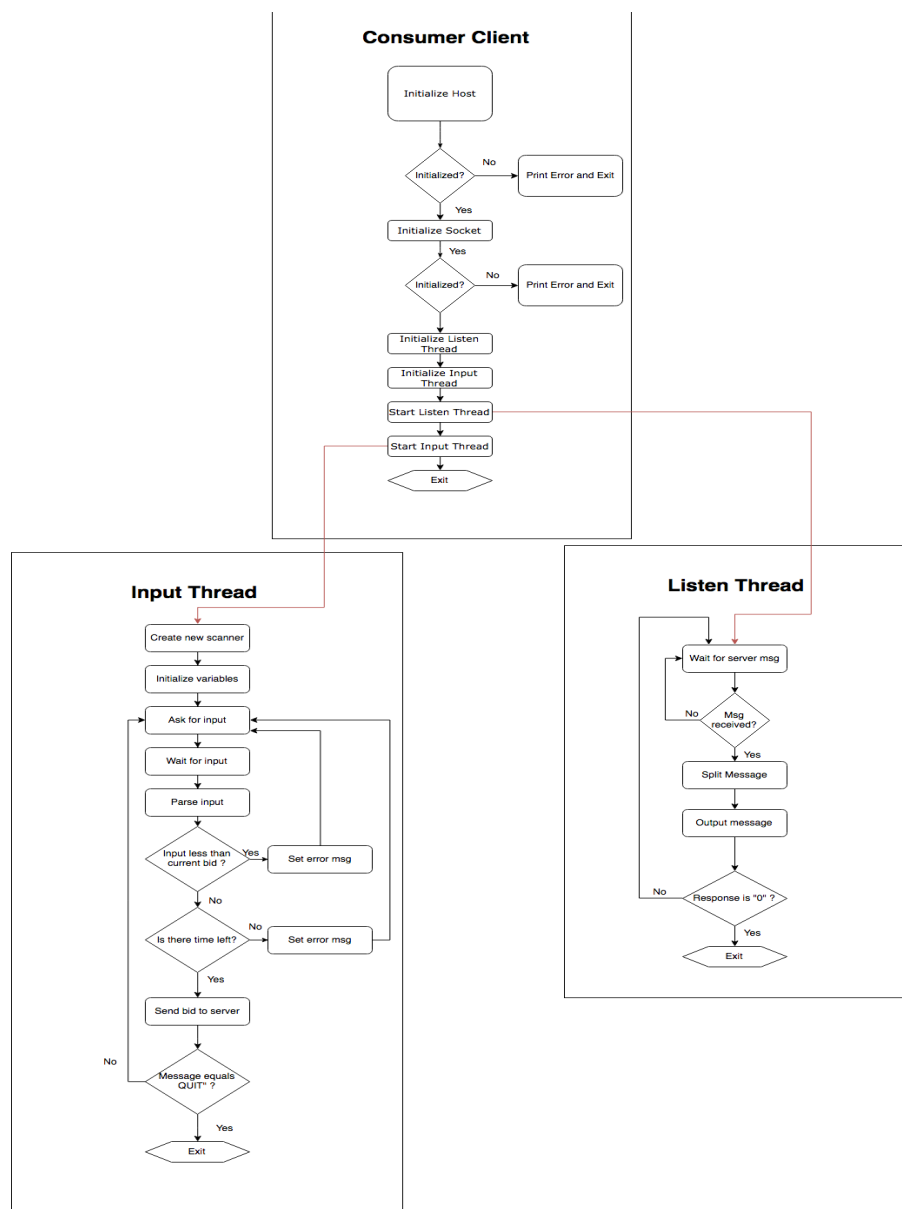 Consumer Client
Initialize Host
Initialized?
No
Print Error and Exit
Yes
Initialize Socket
Yes
Initialized?
No
Print Error and Exit
Initialize Listen
Thread
Initialize Input
Thread
Start Listen Thread
Start Input Thread
Exit
Input Thread
Create new scanner
Initialize variables
Ask for input
Wait for input
Parse input
Input less than
current bid ?
Yes
Set error msg
No
Is there time left?
No
Set error msg
Yes
Send bid to server
No
Message equals
QUIT" ?
Yes
Exit
Listen Thread
Wait for server msg
No
Msg
received?
Yes
Split Message
Output message
No
Response is "0" ?
Yes
Exit